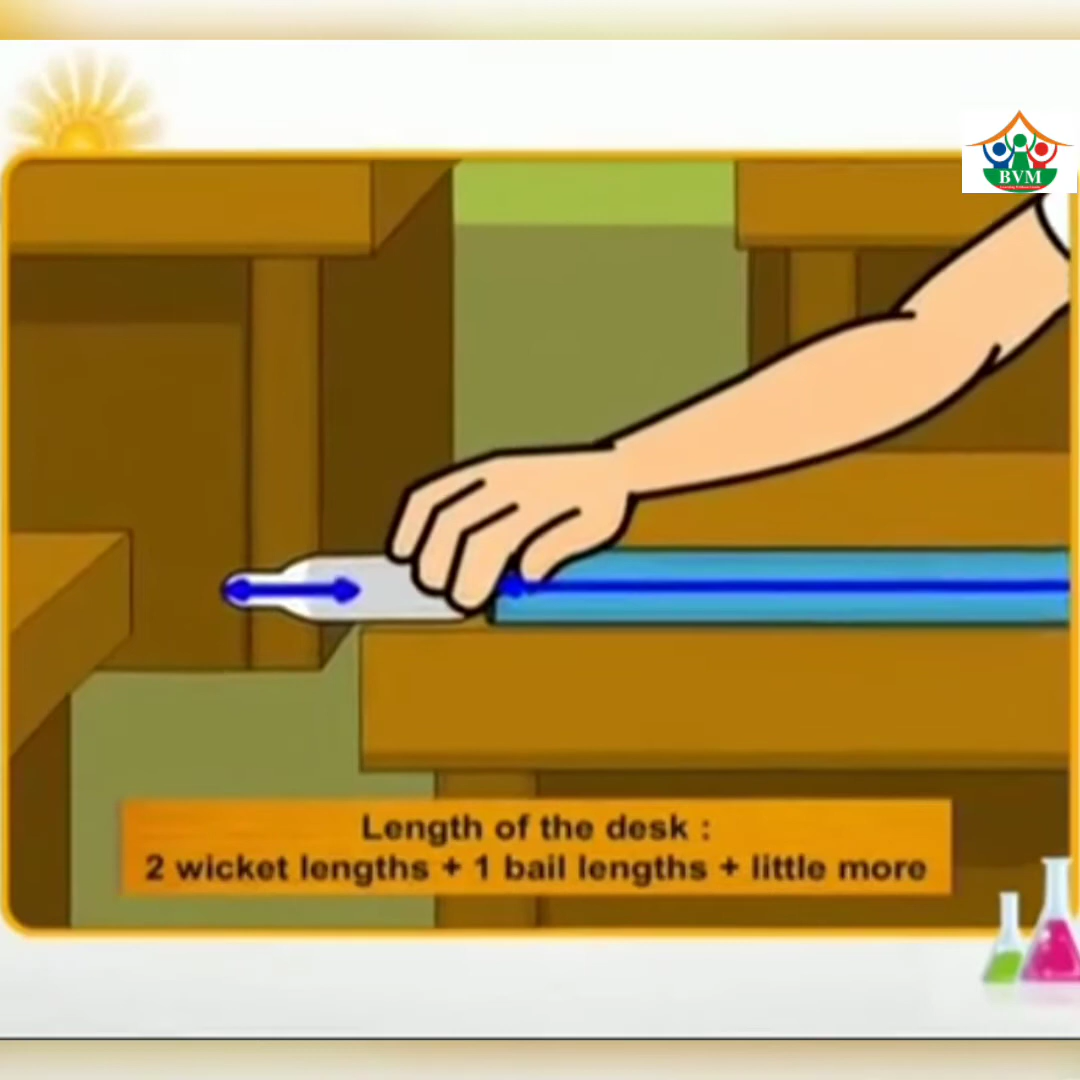 BVM
Length of the desk :
2 wicket lengths + 1 bail lengths + little more